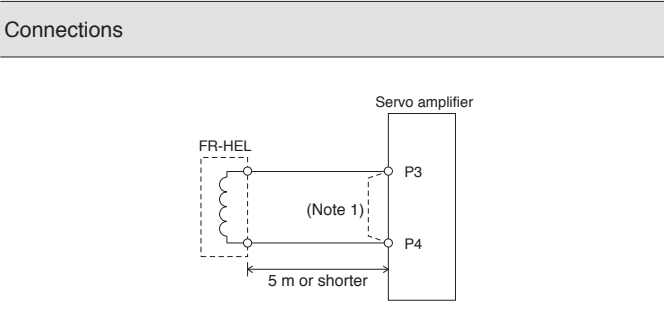 Connections
Servo amplifier
FR-HEL
P3
(Note 1)
P4
5 m or shorter